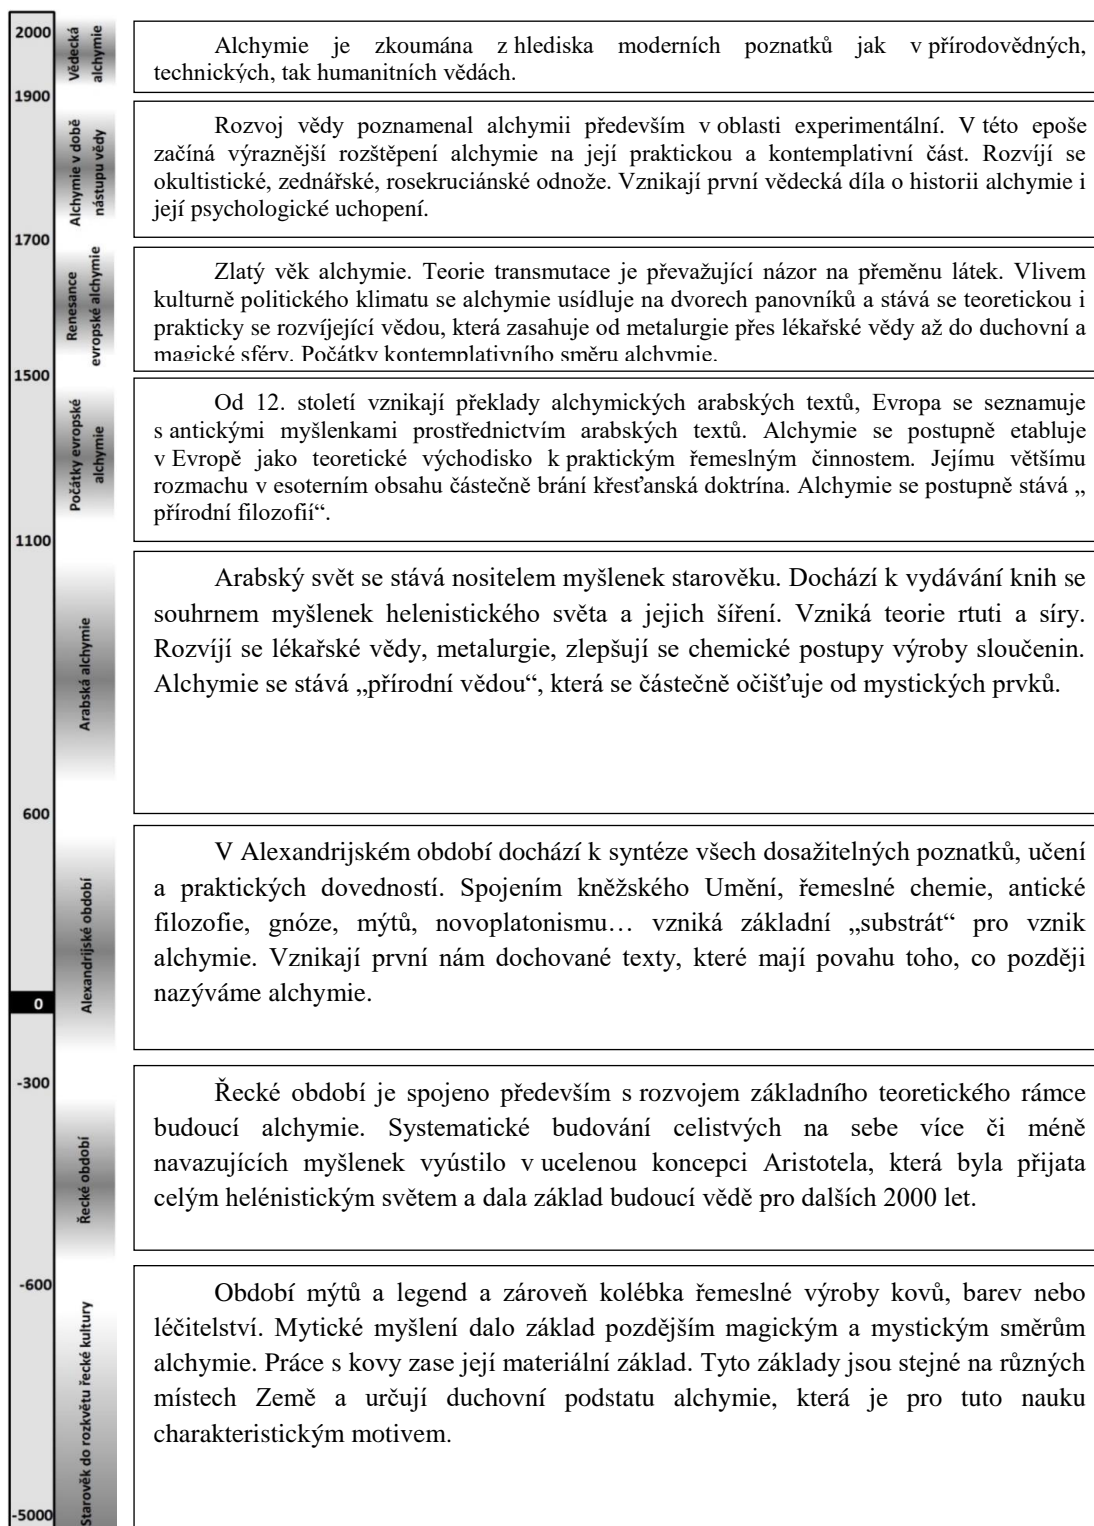 2000
Vědecká
alchymie
Alchymie je zkoumána z hlediska moderních poznatků jak v přírodovědných,
technických, tak humanitních vědách.
1900
Alchymie v době
nástupu vědy
Rozvoj vědy poznamenal alchymii především v oblasti experimentální. V této epoše
začíná výraznější rozštěpení alchymie na její praktickou a kontemplativní část. Rozvíjí se
okultistické, zednářské, rosekruciánské odnože. Vznikají první vědecká díla o historii alchymie i
její psychologické uchopení.
1700
Renesance
evropské alchymie
Zlatý věk alchymie. Teorie transmutace je převažující názor na přeměnu látek. Vlivem
kulturně politického klimatu se alchymie usídluje na dvorech panovníků a stává se teoretickou i
prakticky se rozvíjející vědou, která zasahuje od metalurgie přes lékařské vědy až do duchovní a
magické sféry. Počátky kontemplativního směru alchymie.
1500
Počátky evropské
alchymie
Od 12. století vznikají překlady alchymických arabských textů, Evropa se seznamuje
s antickými myšlenkami prostřednictvím arabských textů. Alchymie se postupně etabluje
v Evropě jako teoretické východisko k praktickým řemeslným činnostem. Jejímu většímu
rozmachu v esoterním obsahu částečně brání křesťanská doktrína. Alchymie se postupně stává „
přírodní filozofií“.
1100
Arabská alchymie
Arabský svět se stává nositelem myšlenek starověku. Dochází k vydávání knih se
souhrnem myšlenek helenistického světa a jejich šíření. Vzniká teorie rtuti a síry.
Rozvíjí se lékařské vědy, metalurgie, zlepšují se chemické postupy výroby sloučenin.
Alchymie se stává „přírodní vědou“, která se částečně očišťuje od mystických prvků.
600
Alexandrijské období
V Alexandrijském období dochází k syntéze všech dosažitelných poznatků, učení
a praktických dovedností. Spojením kněžského Umění, řemeslné chemie, antické
filozofie, gnóze, mýtů, novoplatonismu… vzniká základní „substrát“ pro vznik
alchymie. Vznikají první nám dochované texty, které mají povahu toho, co později
nazýváme alchymie.
0
-300
Řecké období
Řecké období je spojeno především s rozvojem základního teoretického rámce
budoucí alchymie. Systematické budování celistvých na sebe více či méně
navazujících myšlenek vyústilo v ucelenou koncepci Aristotela, která byla přijata
celým helénistickým světem a dala základ budoucí vědě pro dalších 2000 let.
-600
Starověk do rozkvětu řecké kultury
Období mýtů a legend a zároveň kolébka řemeslné výroby kovů, barev nebo
léčitelství. Mytické myšlení dalo základ pozdějším magickým a mystickým směrům
alchymie. Práce s kovy zase její materiální základ. Tyto základy jsou stejné na různých
místech Země a určují duchovní podstatu alchymie, která je pro tuto nauku
charakteristickým motivem.
-5000